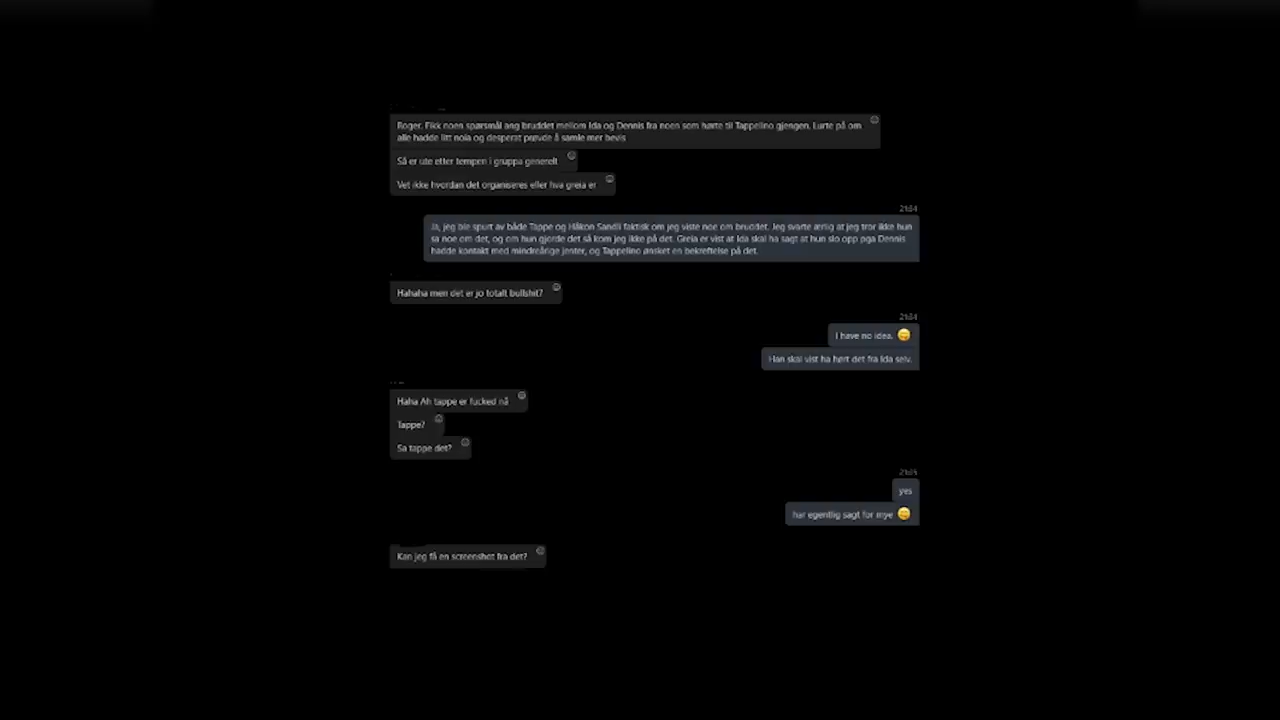 Roger. Fikk noen spørsmål ang bruddet mellom Ida og Dennis fra noen som hørte til Tappelino gjengen. Lurte på om
alle hadde litt noia og desperat prøvde å samle mer bevis
Så er ute etter tempen i gruppa generelt
Vet ikke hvordan det organiseres eller hva greia er
21:04
Ja, jeg ble spurt av både Tappe og Håkon Sandli faktisk om jeg viste noe om bruddet. Jeg svarte ærlig at jeg tror ikke hun
sa noe om det, og om hun gjorde det så kom jeg ikke på det. Greia er vist at Ida skal ha sagt at hun slo opp pga Dennis
hadde kontakt med mindreårige jenter, og Tappelino ønsket en bekreftelse på det.
Hahaha men det er jo totalt bullshit?
21:04
I have no idea. 😄
Han skal vist ha hørt det fra Ida selv.
Haha Ah tappe er fucked nå
Tappe?
Sa tappe det?
21:05
yes
har egentlig sagt for mye 😄
Kan jeg få en screenshot fra det?